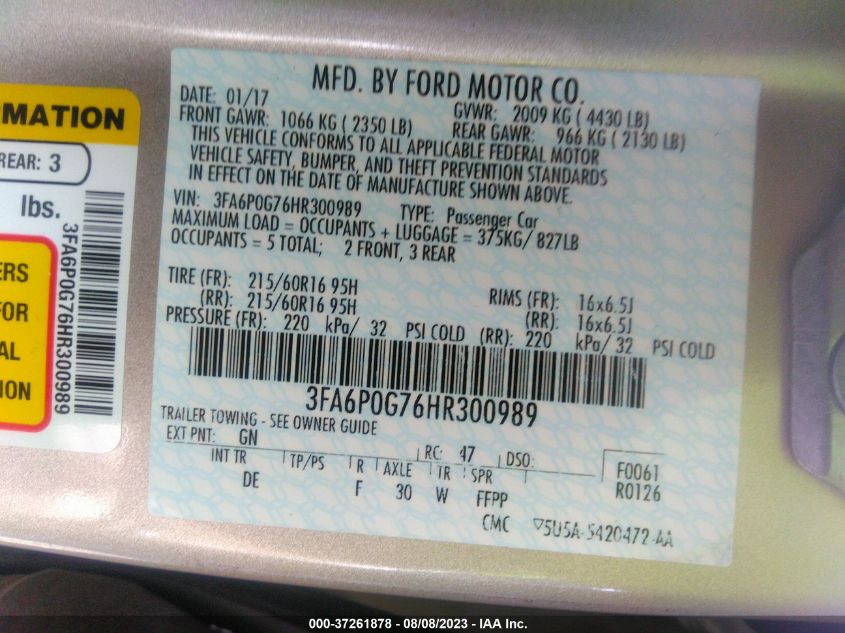 RMATION
REAR: 3
lbs.
3FA6P0G76HR300989
ERS
FOR
AL
ION
MFD. BY FORD MOTOR CO.
DATE: 01/17 GVWR: 2009 KG ( 4430 LB)
FRONT GAWR: 1066 KG ( 2350 LB) REAR GAWR: 966 KG ( 2130 LB)
THIS VEHICLE CONFORMS TO ALL APPLICABLE FEDERAL MOTOR
VEHICLE SAFETY, BUMPER, AND THEFT PREVENTION STANDARDS
IN EFFECT ON THE DATE OF MANUFACTURE SHOWN ABOVE.
VIN: 3FA6P0G76HR300989 TYPE: Passenger Car
MAXIMUM LOAD = OCCUPANTS + LUGGAGE = 375KG/ 827LB
OCCUPANTS = 5 TOTAL; 2 FRONT, 3 REAR
TIRE (FR): 215/60R16 95H RIMS (FR): 16x6.5J
(RR): 215/60R16 95H (RR): 16x6.5J
PRESSURE (FR): 220 kPa/ 32 PSI COLD (RR): 220 kPa/ 32 PSI COLD
3FA6P0G76HR300989
TRAILER TOWING - SEE OWNER GUIDE
EXT PNT: GN RC: 47 DSO: F0061
INT TR TP/PS R AXLE TR SPR R0126
DE F 30 W FFPP
CMC ▽5U5A-5420472-AA
000-37261878 - 08/08/2023 - IAA Inc.